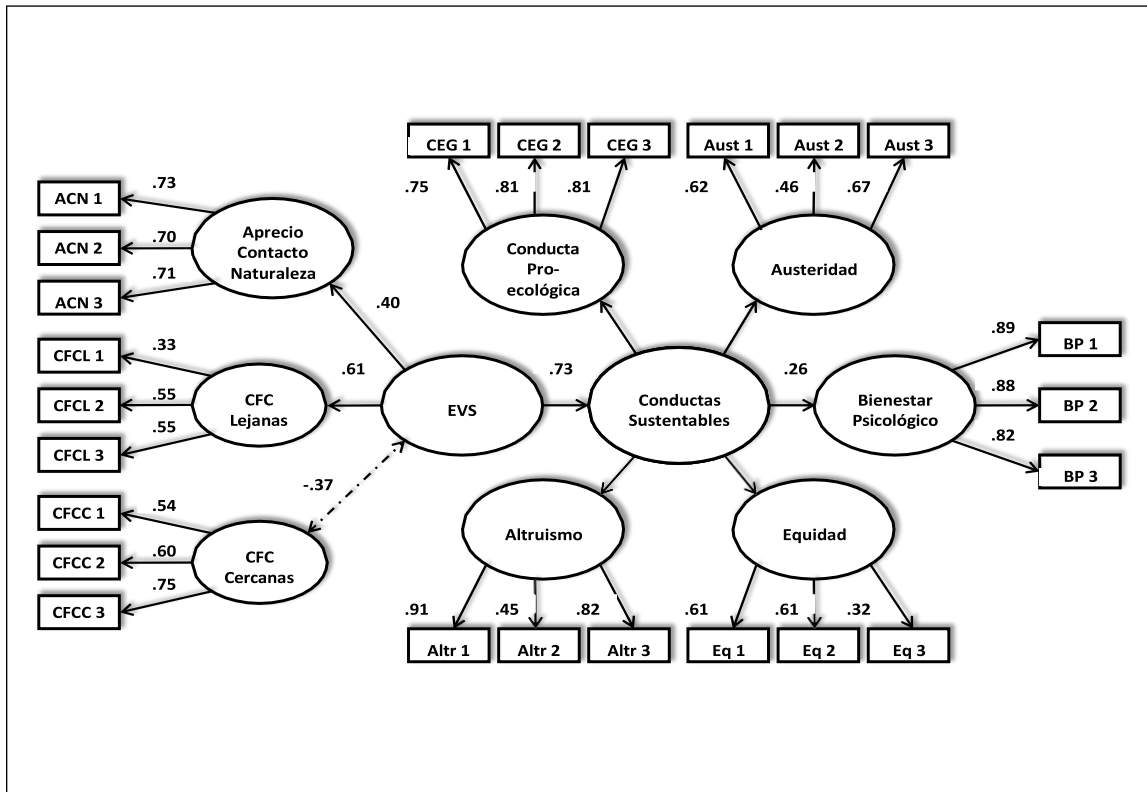 CEG 1
CEG 2
CEG 3
Aust 1
Aust 2
Aust 3
.75
.81
.81
.62
.46
.67
ACN 1
ACN 2
ACN 3
.73
.70
.71
Aprecio
Contacto
Naturaleza
Conducta
Pro-
ecológica
Austeridad
.40
CFCL 1
CFCL 2
CFCL 3
.33
.55
.55
CFC
Lejanas
.61
EVS
.73
Conductas
Sustentables
.26
Bienestar
Psicológico
.89
.88
.82
BP 1
BP 2
BP 3
-.37
CFCC 1
CFCC 2
CFCC 3
.54
.60
.75
CFC
Cercanas
Altruismo
Equidad
.91
.45
.82
.61
.61
.32
Altr 1
Altr 2
Altr 3
Eq 1
Eq 2
Eq 3